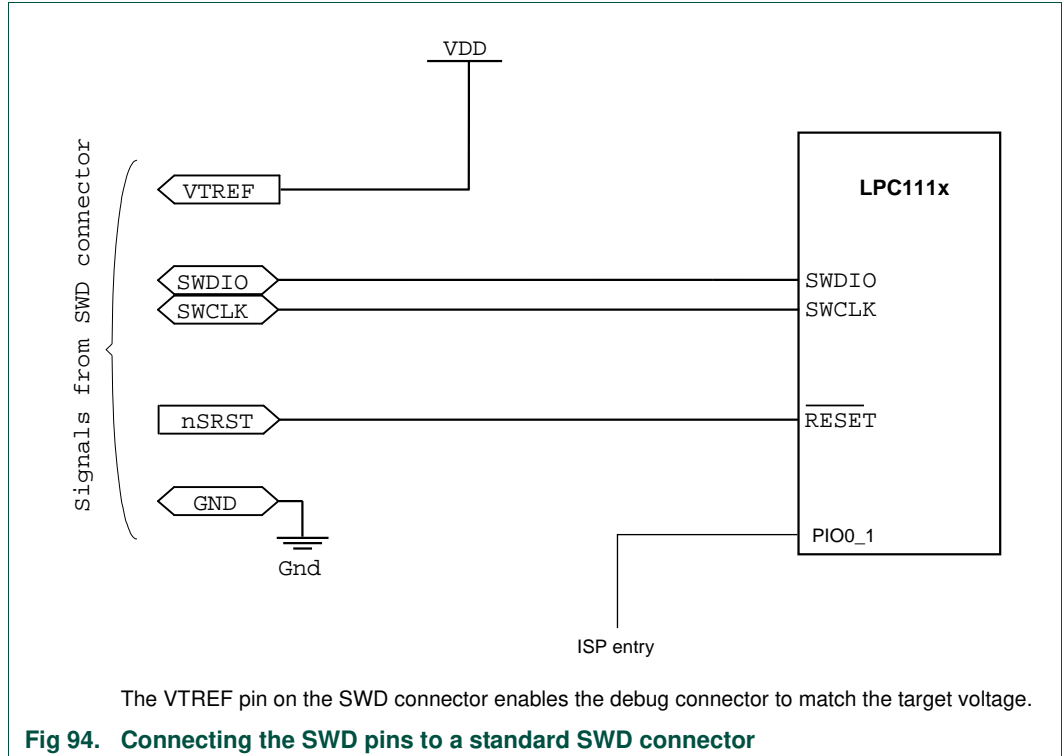 VDD
Signals from SWD connector
VTREF
LPC111x
SWDIO
SWDIO
SWCLK
SWCLK
nSRST
RESET
GND
Gnd
PIO0_1
ISP entry
The VTREF pin on the SWD connector enables the debug connector to match the target voltage.
Fig 94. Connecting the SWD pins to a standard SWD connector